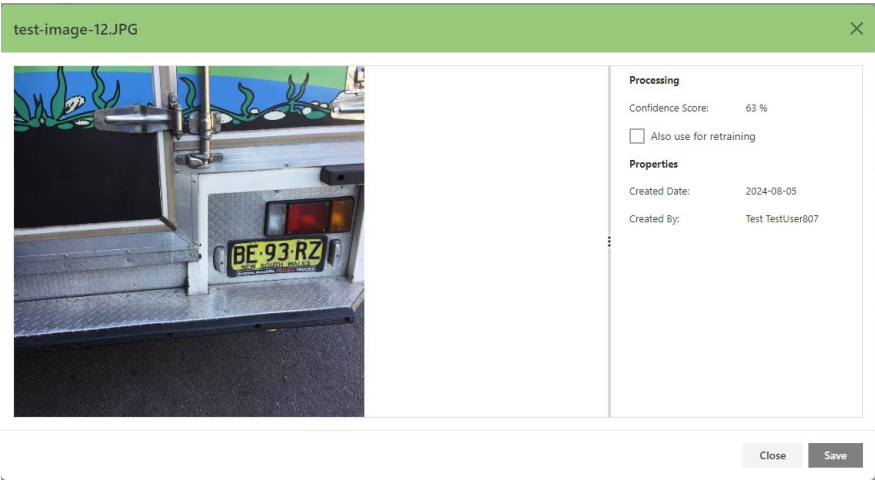 test-image-12.JPG
Processing
Confidence Score: 63 %
Also use for retraining
Properties
Created Date: 2024-08-05
Created By: Test TestUser807
BE·93·RZ
NEW SOUTH WALES
TRUCKS
Close Save